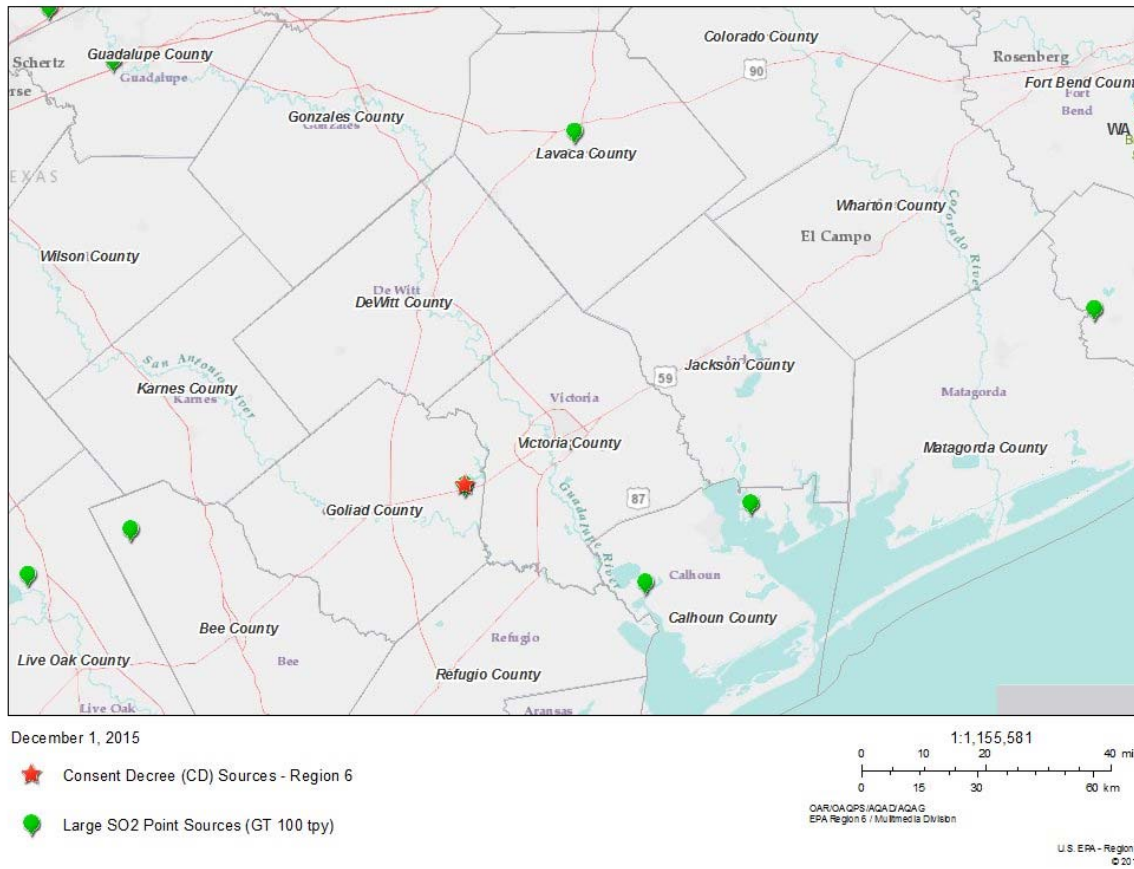 Guadalupe County
Schertz
Guadalupe
erse
Colorado County
90
Rosenberg
Fort Bend Count
Fort
Bend
WA
Gonzales County
Gonzales
Lavaca County
EXAS
Colorado River
Wharton County
El Campo
Wilson County
De Witt
DeWitt County
San Antonio River
Karnes County
Karnes
59
Jackson County
Victoria
Matagorda
Victoria County
Matagorda County
Guadalupe River
87
Goliad County
Calhoun
Calhoun County
Bee County
Refugio
Live Oak County
Bee
Refugio County
Live Oak
Aransas
December 1, 2015
Consent Decree (CD) Sources - Region 6
Large SO2 Point Sources (GT 100 tpy)
1:1,155,581
0 10 20 40 mi
0 15 30 60 km
OAR/OAQPS/AQAD/AQAG
EPA Region 6 / Multimedia Division
U.S. EPA - Region
© 201